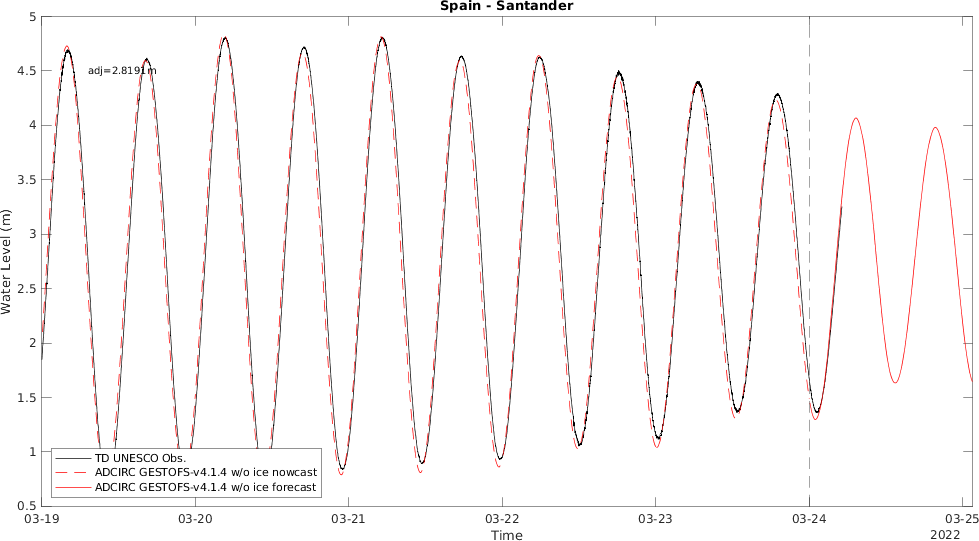 Spain - Santander
5
4.5
4
3.5
3
2.5
2
1.5
1
0.5
Water Level (m)
adj=2.8191m
TD UNESCO Obs.
ADCIRC GESTOFS-v4.1.4 w/o ice nowcast
ADCIRC GESTOFS-v4.1.4 w/o ice forecast
03-19 03-20 03-21 03-22 03-23 03-24 03-25
Time
2022